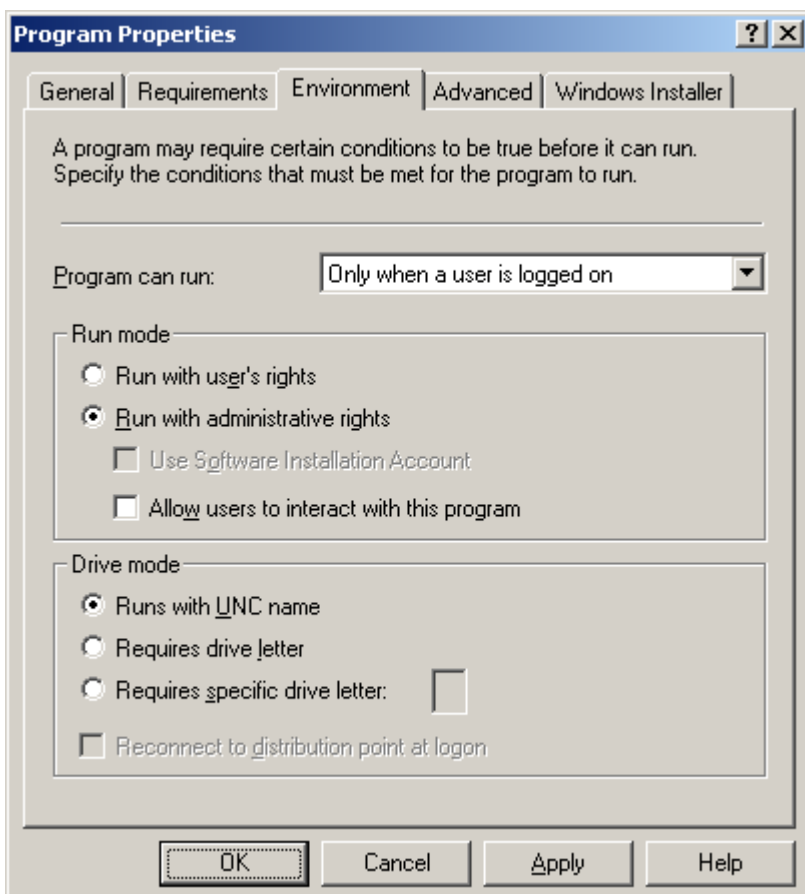 Program Properties
General Requirements Environment Advanced Windows Installer
A program may require certain conditions to be true before it can run.
Specify the conditions that must be met for the program to run.
Program can run: Only when a user is logged on
Run mode
Run with user's rights
Run with administrative rights
Use Software Installation Account
Allow users to interact with this program
Drive mode
Runs with UNC name
Requires drive letter
Requires specific drive letter:
Reconnect to distribution point at logon
OK Cancel Apply Help